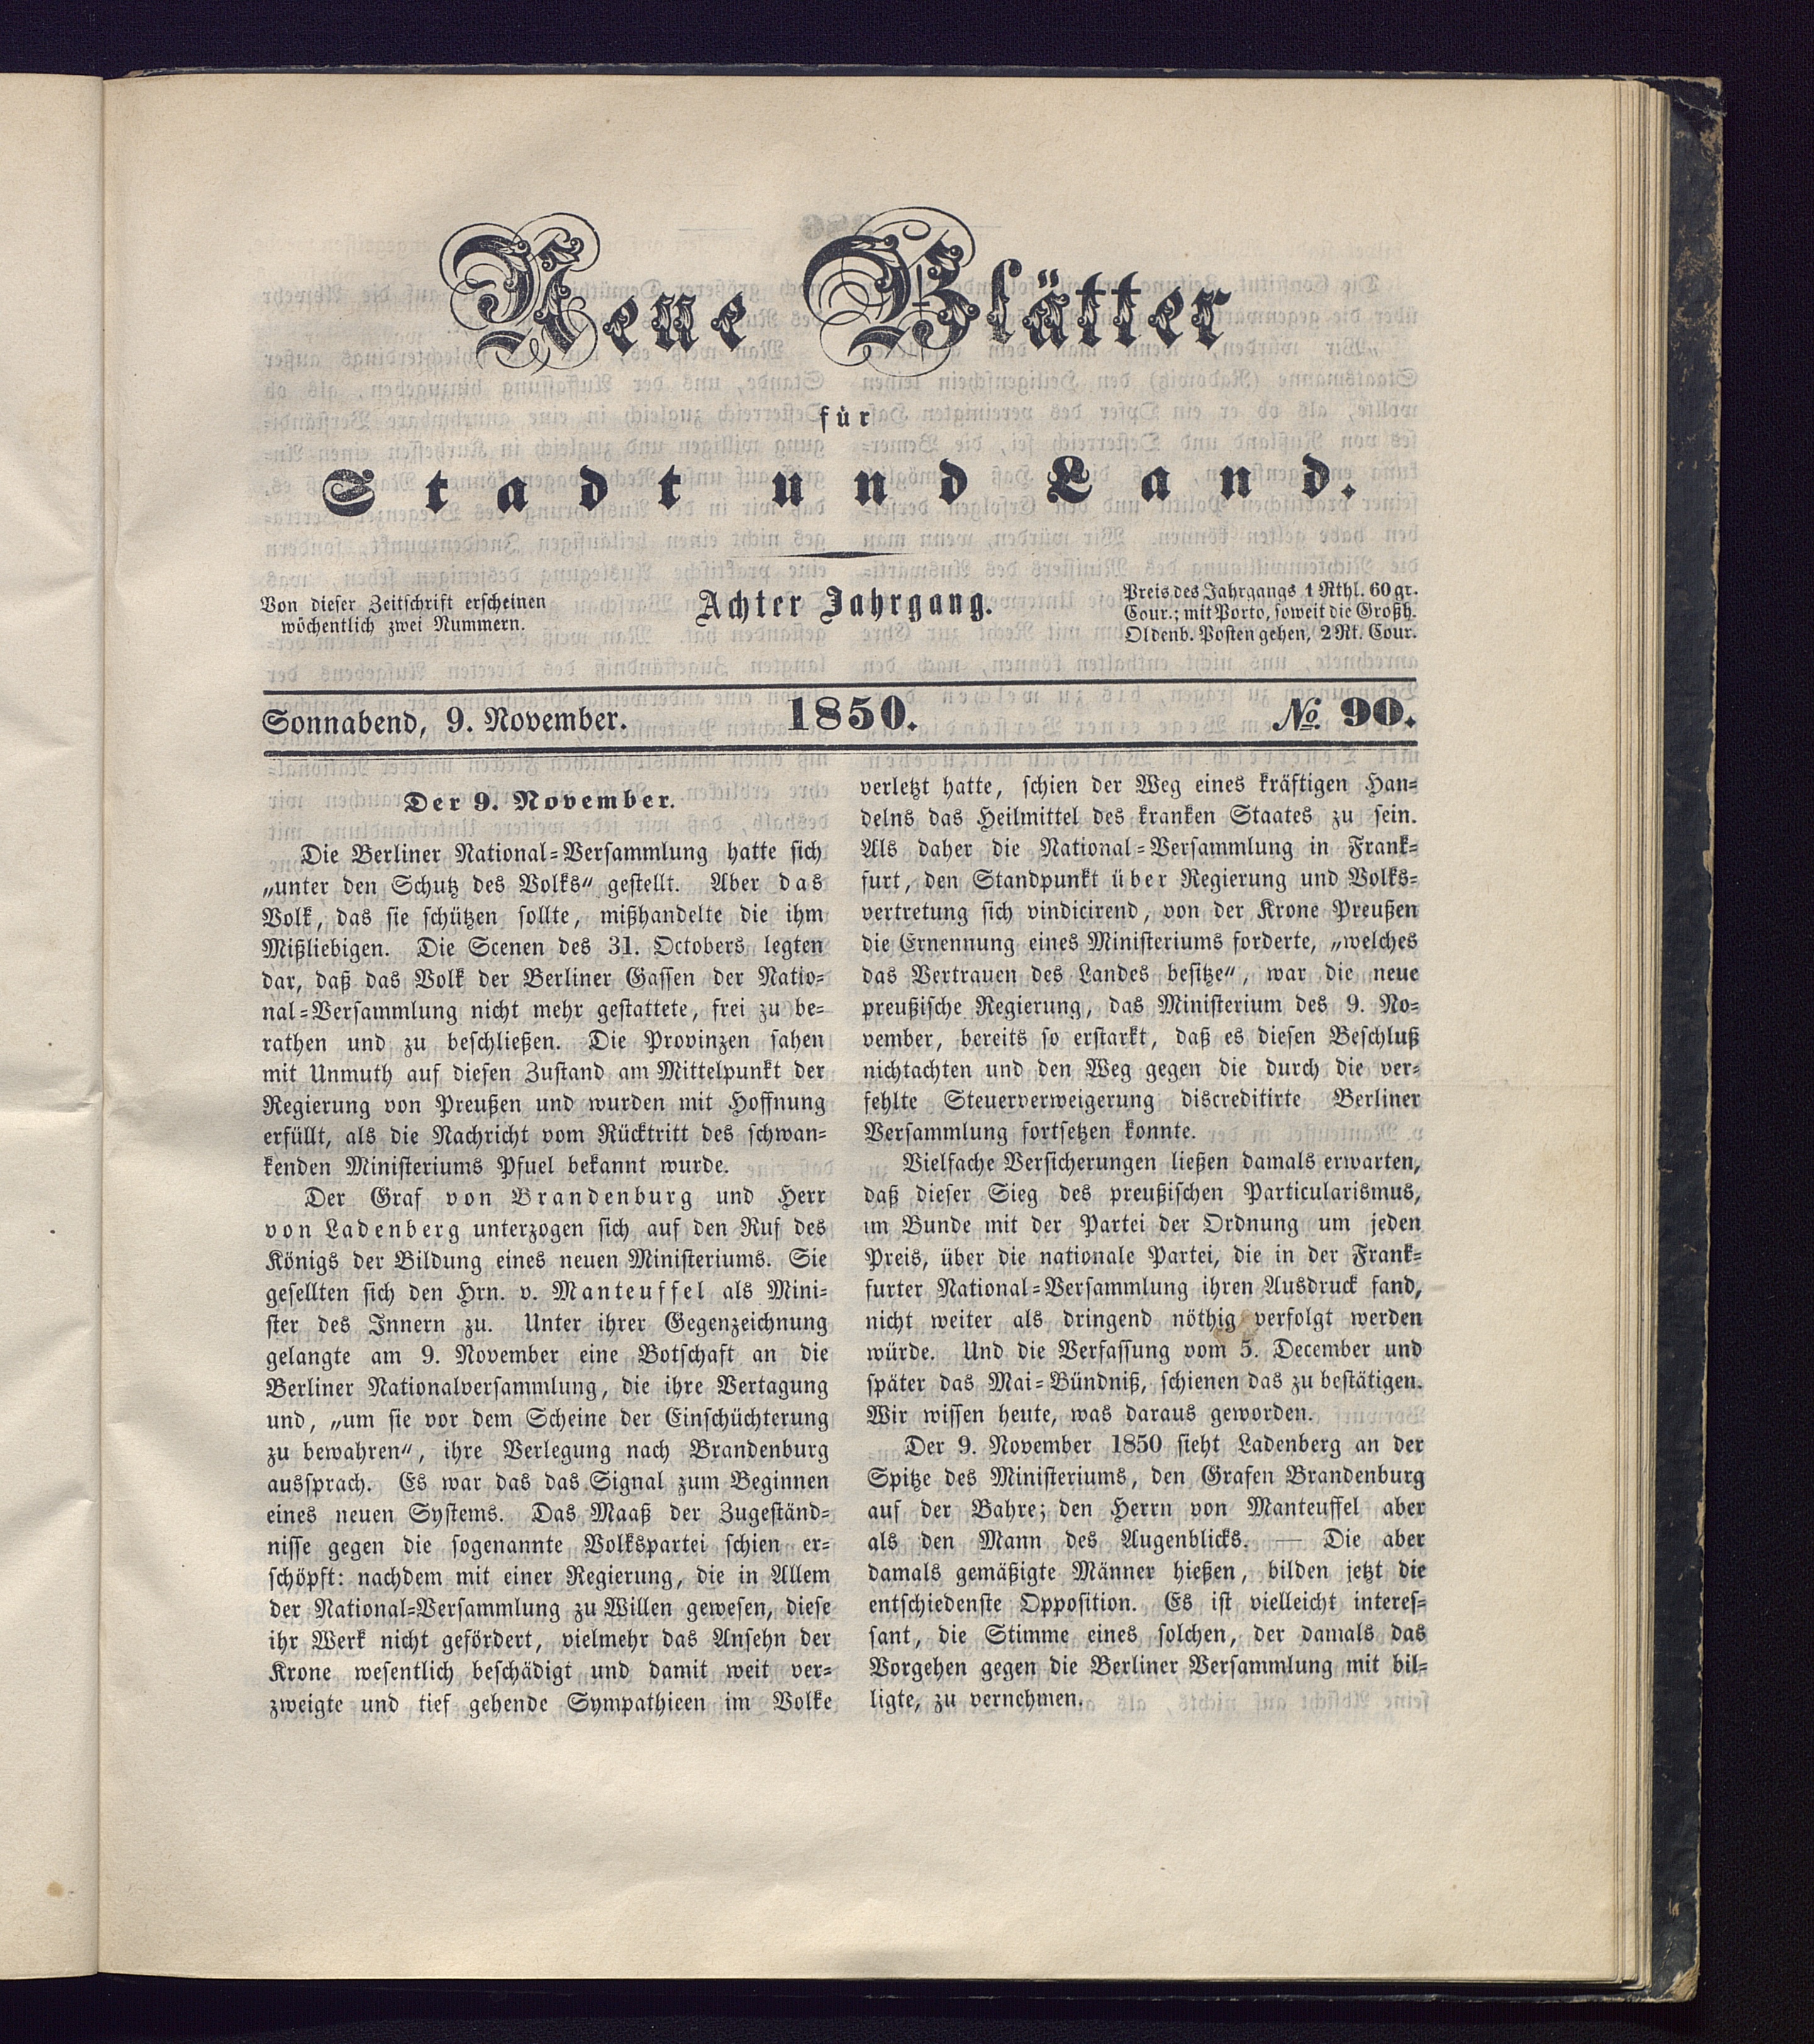 Neue Blätter
für
Stadt und Land.
Von dieser Zeitschrift erscheinen
wöchentlich zwei Nummern.
Achter Jahrgang.
Preis des Jahrgangs 1 Rthl. 60 gr.
Cour.; mit Porto, soweit die Großh.
Oldenb. Posten gehen, 2 Rt. Cour.
Sonnabend, 9. November. 1850. № 90.
Der 9. November.
Die Berliner National-Versammlung hatte sich
„unter den Schutz des Volks“ gestellt. Aber das
Volk, das sie schützen sollte, mißhandelte die ihm
Mißliebigen. Die Scenen des 31. Octobers legten
dar, daß das Volk der Berliner Gassen der Natio-
nal-Versammlung nicht mehr gestattete, frei zu be-
rathen und zu beschließen. Die Provinzen sahen
mit Unmuth auf diesen Zustand am Mittelpunkt der
Regierung von Preußen und wurden mit Hoffnung
erfüllt, als die Nachricht vom Rücktritt des schwan-
kenden Ministeriums Pfuel bekannt wurde.
Der Graf von Brandenburg und Herr
von Ladenberg unterzogen sich auf den Ruf des
Königs der Bildung eines neuen Ministeriums. Sie
gesellten sich den Hrn. v. Manteuffel als Mini-
ster des Innern zu. Unter ihrer Gegenzeichnung
gelangte am 9. November eine Botschaft an die
Berliner Nationalversammlung, die ihre Vertagung
und, „um sie vor dem Scheine der Einschüchterung
zu bewahren“, ihre Verlegung nach Brandenburg
aussprach. Es war das das Signal zum Beginnen
eines neuen Systems. Das Maaß der Zugeständ-
nisse gegen die sogenannte Volkspartei schien er-
schöpft: nachdem mit einer Regierung, die in Allem
der National-Versammlung zu Willen gewesen, diese
ihr Werk nicht gefördert, vielmehr das Ansehn der
Krone wesentlich beschädigt und damit weit ver-
zweigte und tief gehende Sympathieen im Volke
verletzt hatte, schien der Weg eines kräftigen Han-
delns das Heilmittel des kranken Staates zu sein.
Als daher die National-Versammlung in Frank-
furt, den Standpunkt über Regierung und Volks-
vertretung sich vindicirend, von der Krone Preußen
die Ernennung eines Ministeriums forderte, „welches
das Vertrauen des Landes besitze“, war die neue
preußische Regierung, das Ministerium des 9. No-
vember, bereits so erstarkt, daß es diesen Beschluß
nichtachten und den Weg gegen die durch die ver-
fehlte Steuerverweigerung discreditirte Berliner
Versammlung fortsetzen konnte.
Vielfache Versicherungen ließen damals erwarten,
daß dieser Sieg des preußischen Particularismus,
im Bunde mit der Partei der Ordnung um jeden
Preis, über die nationale Partei, die in der Frank-
furter National-Versammlung ihren Ausdruck fand,
nicht weiter als dringend nöthig verfolgt werden
würde. Und die Verfassung vom 5. December und
später das Mai-Bündniß, schienen das zu bestätigen.
Wir wissen heute, was daraus geworden.
Der 9. November 1850 sieht Ladenberg an der
Spitze des Ministeriums, den Grafen Brandenburg
auf der Bahre; den Herrn von Manteuffel aber
als den Mann des Augenblicks. — Die aber
damals gemäßigte Männer hießen, bilden jetzt die
entschiedenste Opposition. Es ist vielleicht interes-
sant, die Stimme eines solchen, der damals das
Vorgehen gegen die Berliner Versammlung mit bil-
ligte, zu vernehmen.